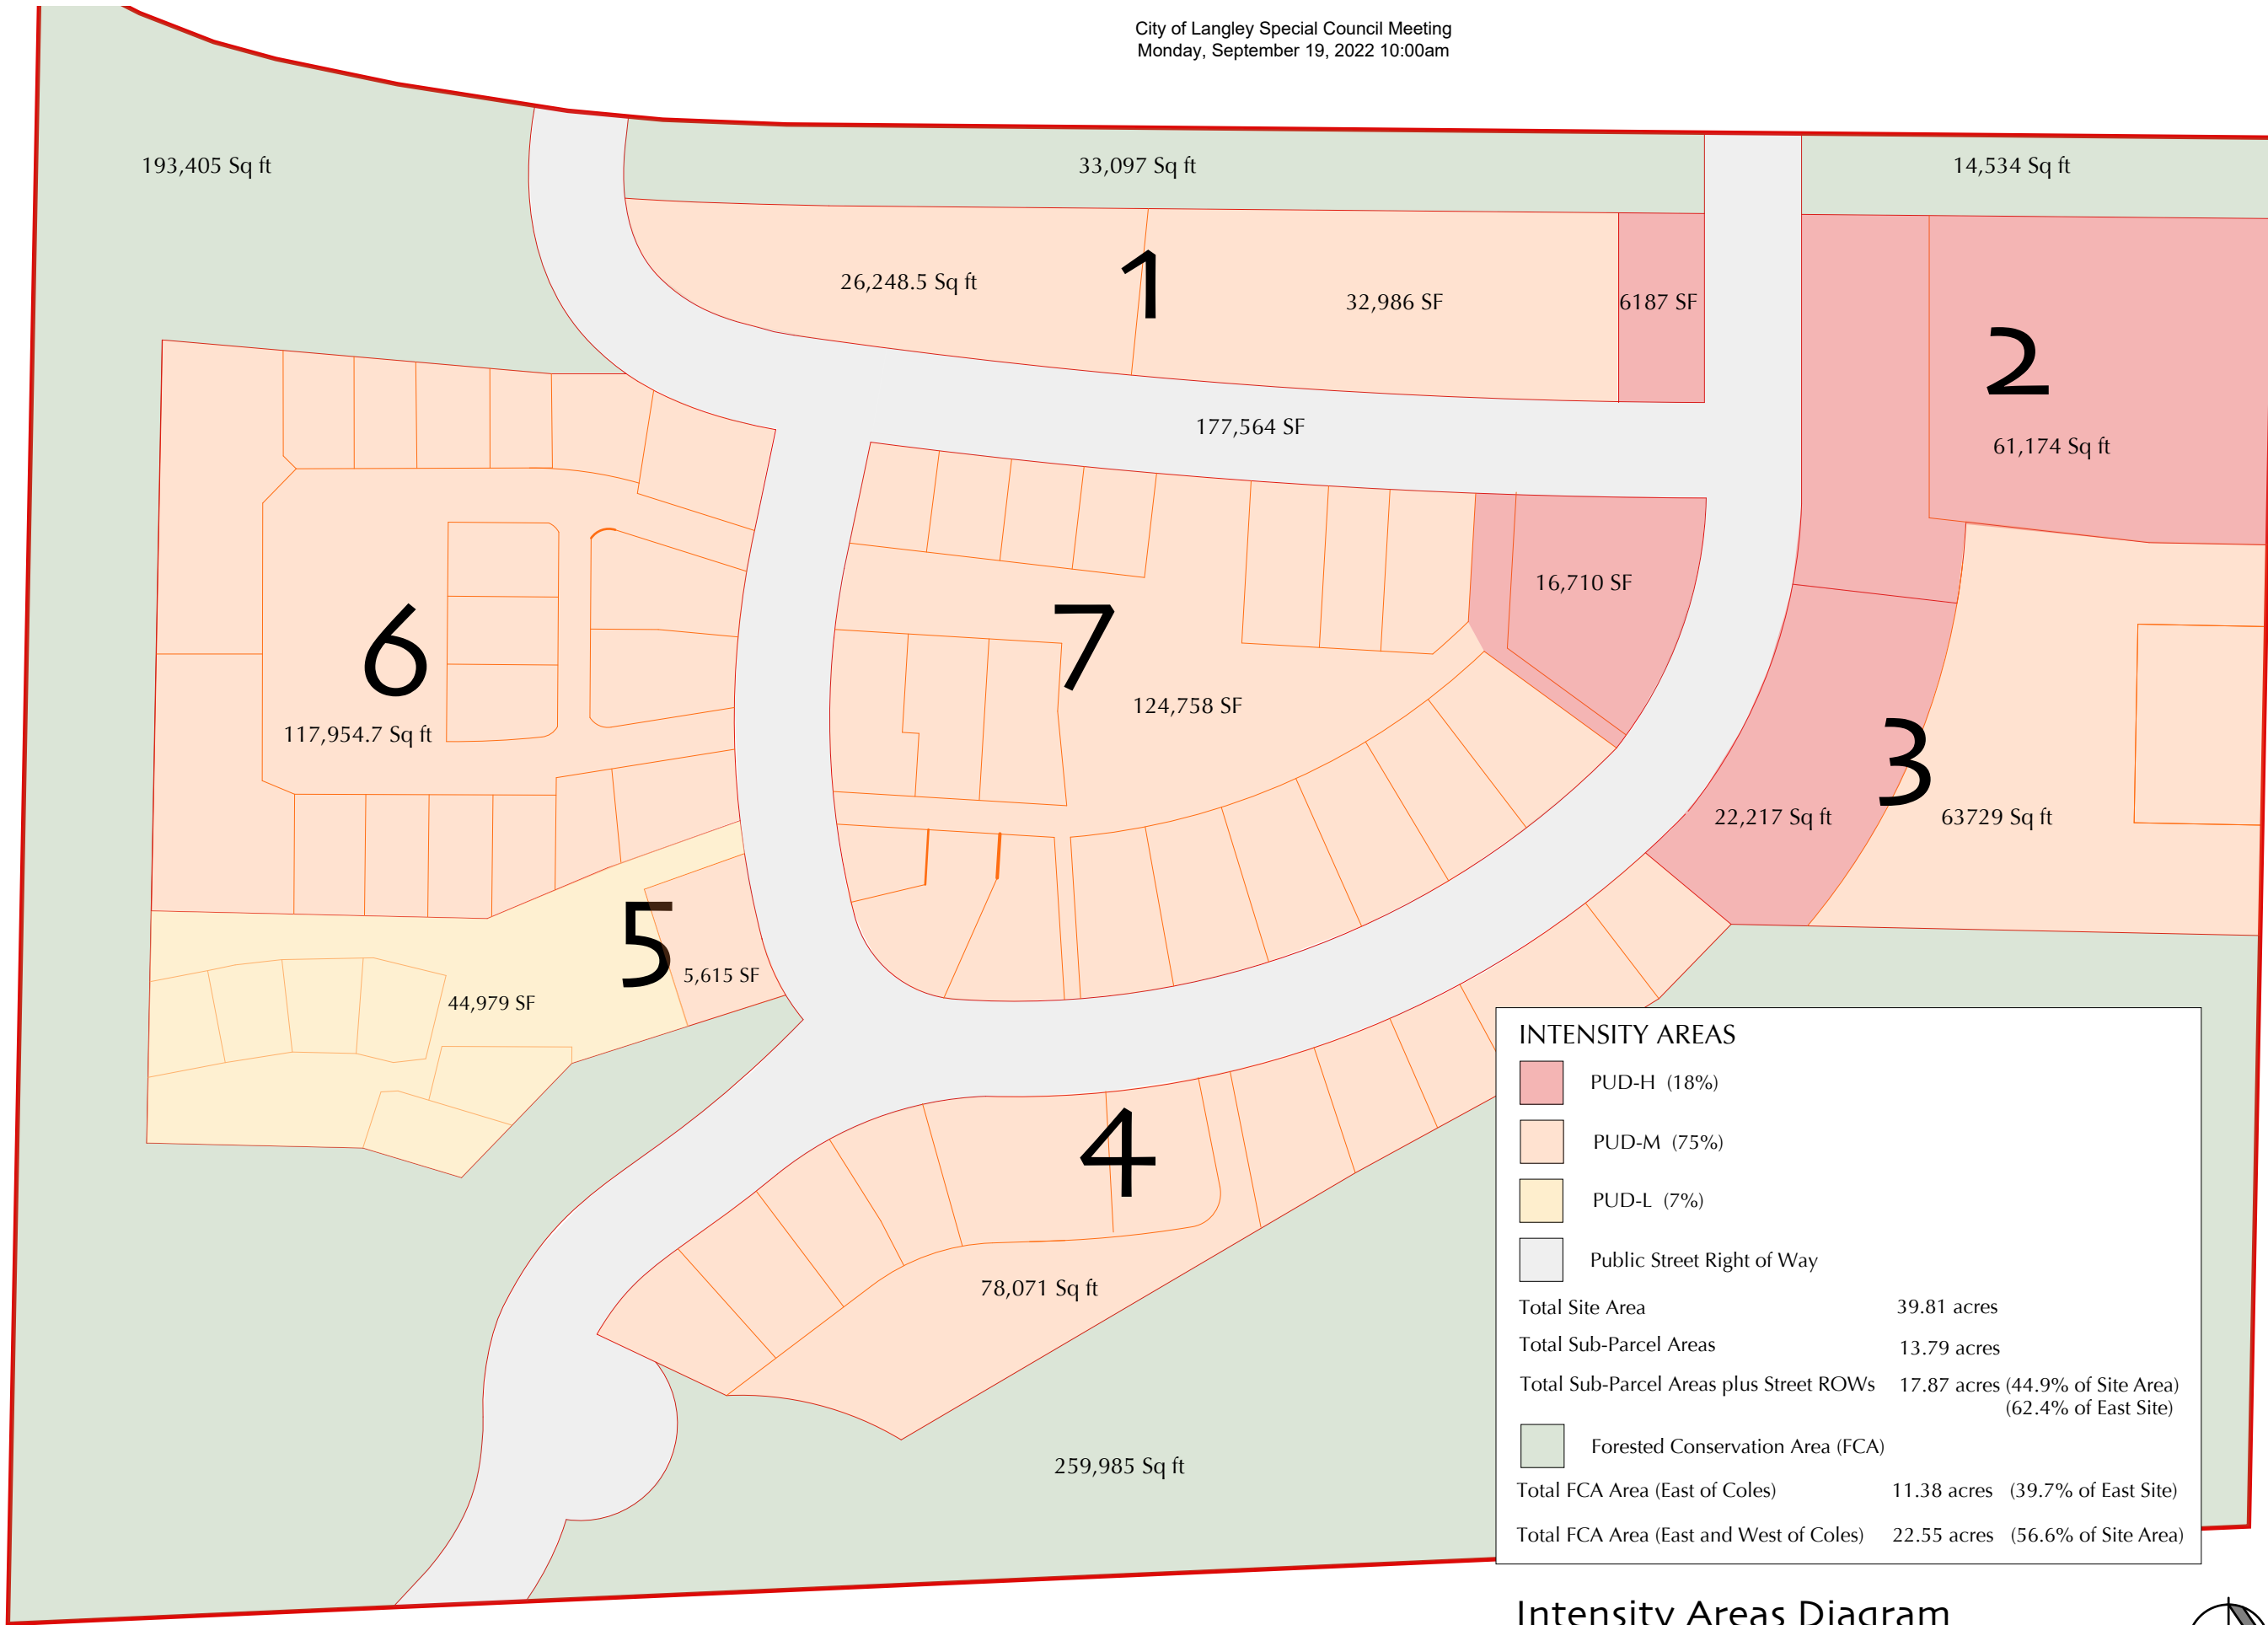 City of Langley Special Council Meeting
Monday, September 19, 2022 10:00am
193,405 Sq ft
33,097 Sq ft
14,534 Sq ft
1
26,248.5 Sq ft
32,986 SF
6187 SF
2
61,174 Sq ft
177,564 SF
16,710 SF
6
117,954.7 Sq ft
7
124,758 SF
3
22,217 Sq ft
63729 Sq ft
5
5,615 SF
44,979 SF
4
78,071 Sq ft
259,985 Sq ft
INTENSITY AREAS
PUD-H (18%)
PUD-M (75%)
PUD-L (7%)
Public Street Right of Way
Total Site Area 39.81 acres
Total Sub-Parcel Areas 13.79 acres
Total Sub-Parcel Areas plus Street ROWs 17.87 acres (44.9% of Site Area)
(62.4% of East Site)
Forested Conservation Area (FCA)
Total FCA Area (East of Coles) 11.38 acres (39.7% of East Site)
Total FCA Area (East and West of Coles) 22.55 acres (56.6% of Site Area)
Intensity Areas Diagram